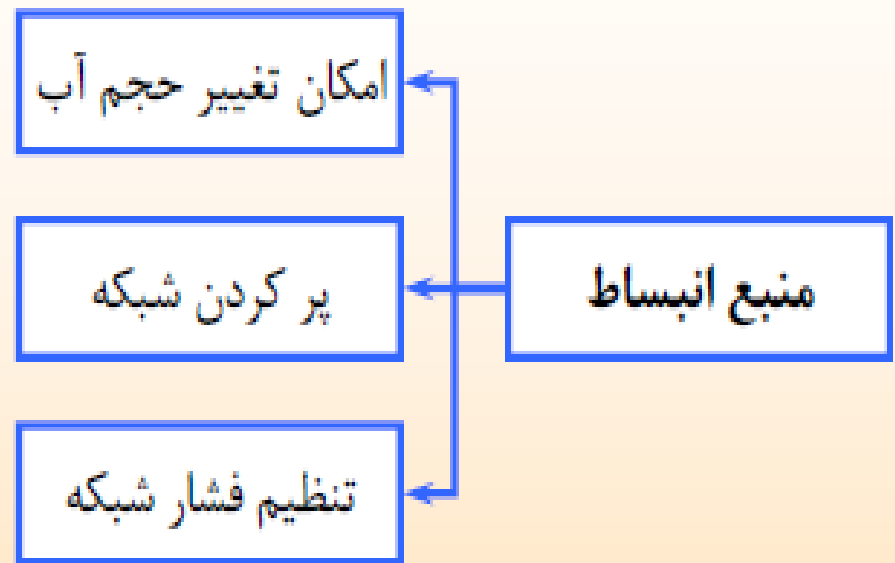 منبع انبساط
امکان تغییر حجم آب
پر کردن شبکه
تنظیم فشار شبکه